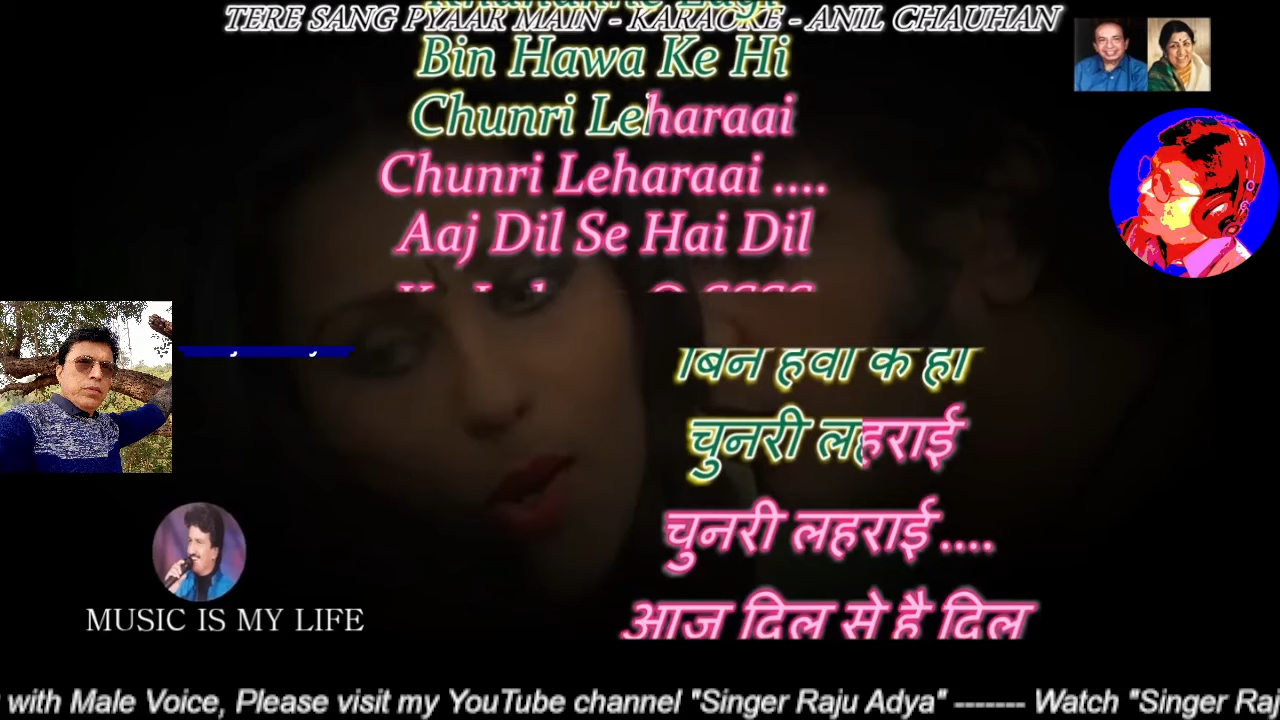 TERE SANG PYAAR MAIN - KARAOKE - ANIL CHAUHAN
Bin Hawa Ke Hi
Chunri Leharaai
Chunri Leharaai ....
Aaj Dil Se Hai Dil
बिन हवा के ही
चुनरी लहराई
चुनरी लहराई ....
आज दिल से है दिल
MUSIC IS MY LIFE
with Male Voice, Please visit my YouTube channel "Singer Raju Adya" ------- Watch "Singer Raj